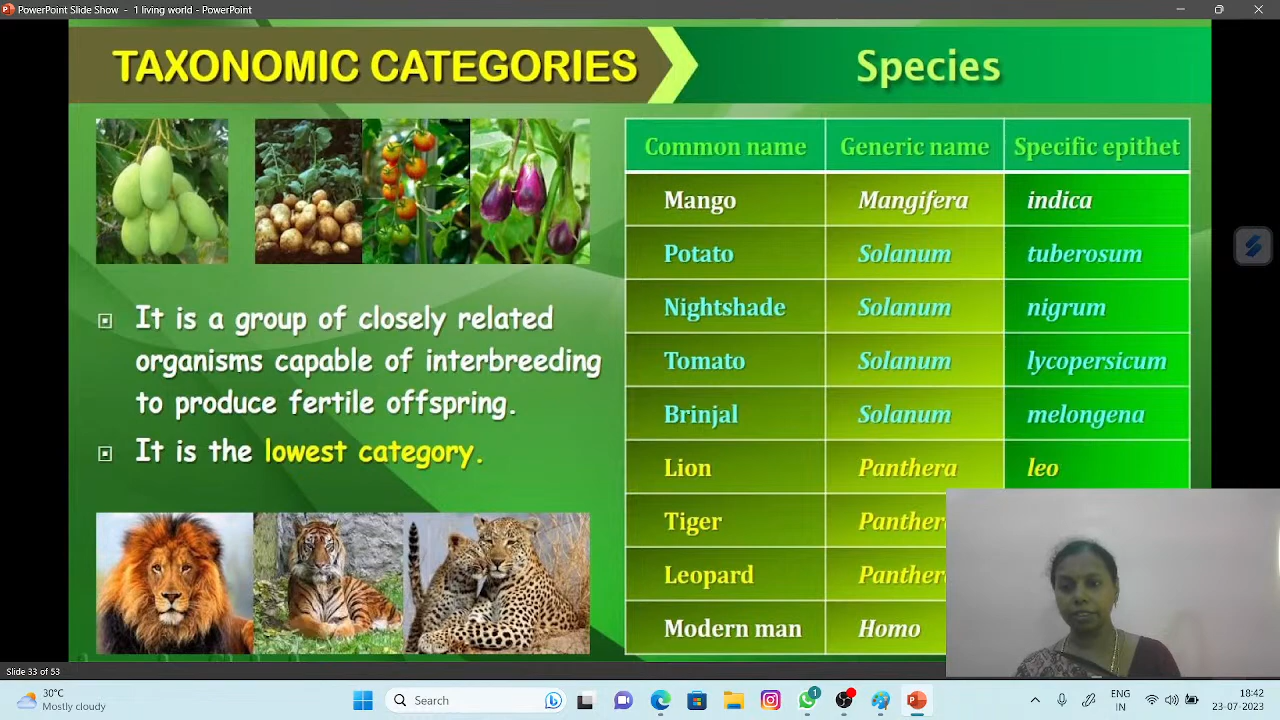 PowerPoint Slide Show - 1 living world - PowerPoint
TAXONOMIC CATEGORIES
Species
It is a group of closely related
organisms capable of interbreeding
to produce fertile offspring.
It is the lowest category.
Common name Generic name Specific epithet
Mango Mangifera indica
Potato Solanum tuberosum
Nightshade Solanum nigrum
Tomato Solanum lycopersicum
Brinjal Solanum melongena
Lion Panthera leo
Tiger
Leopard
Modern man Homo
Slide 33 of 53
30°C
Mostly cloudy
Search
1
ENG
IN
18:42
23-07-2023